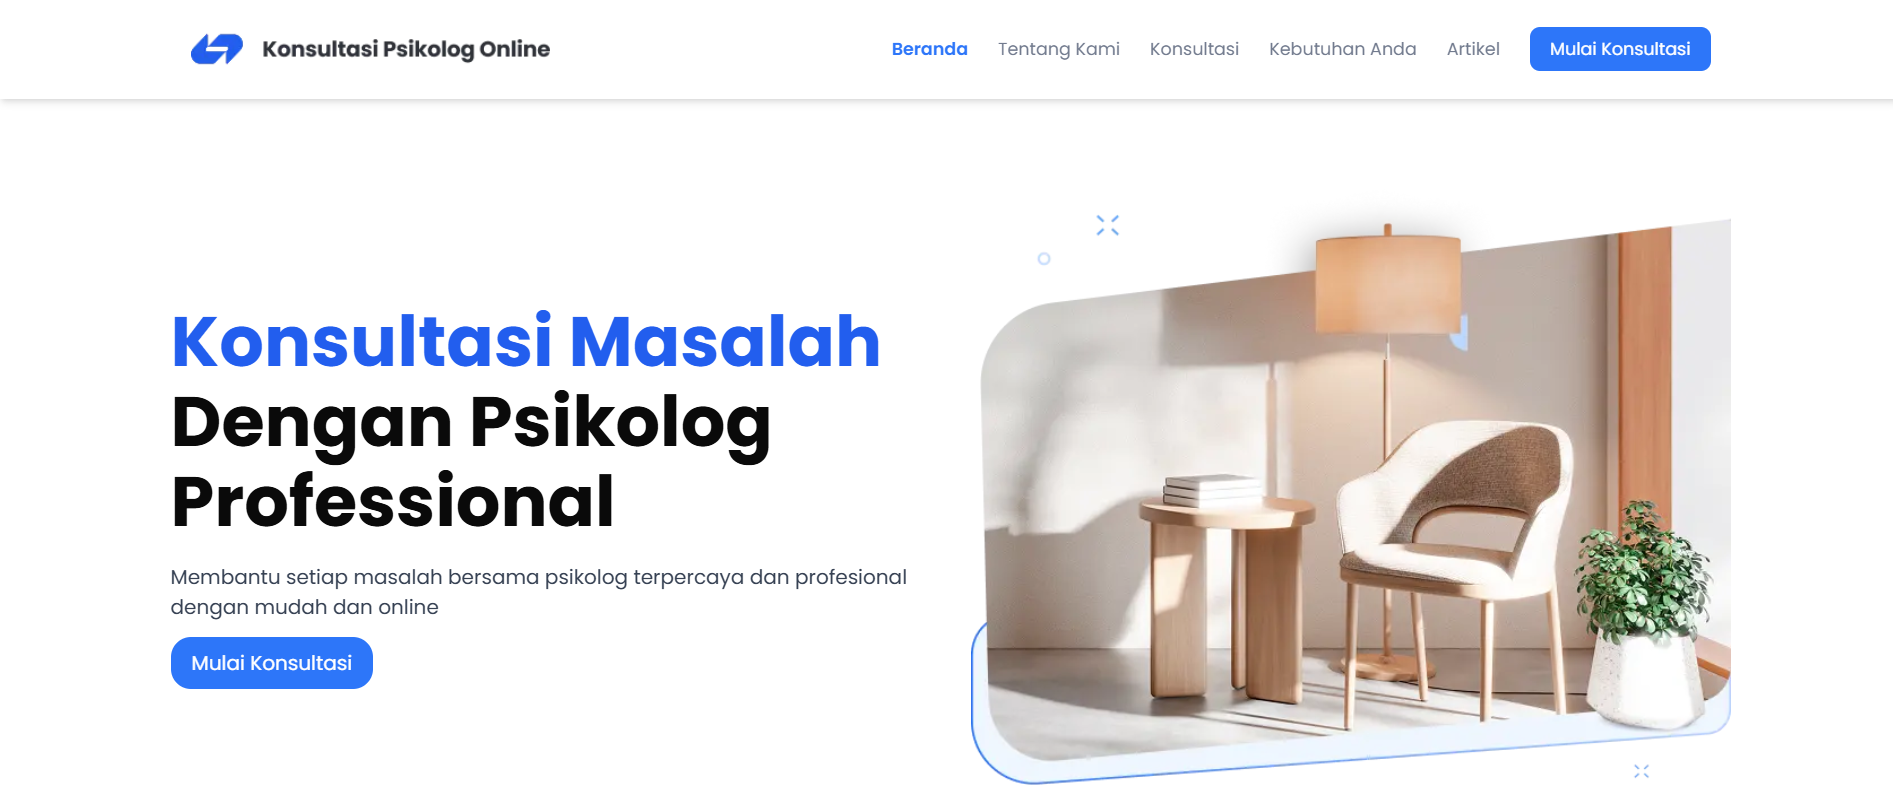 Konsultasi Psikolog Online
Beranda
Tentang Kami
Konsultasi
Kebutuhan Anda
Artikel
Mulai Konsultasi
Konsultasi Masalah
Dengan Psikolog
Professional
Membantu setiap masalah bersama psikolog terpercaya dan profesional
dengan mudah dan online
Mulai Konsultasi